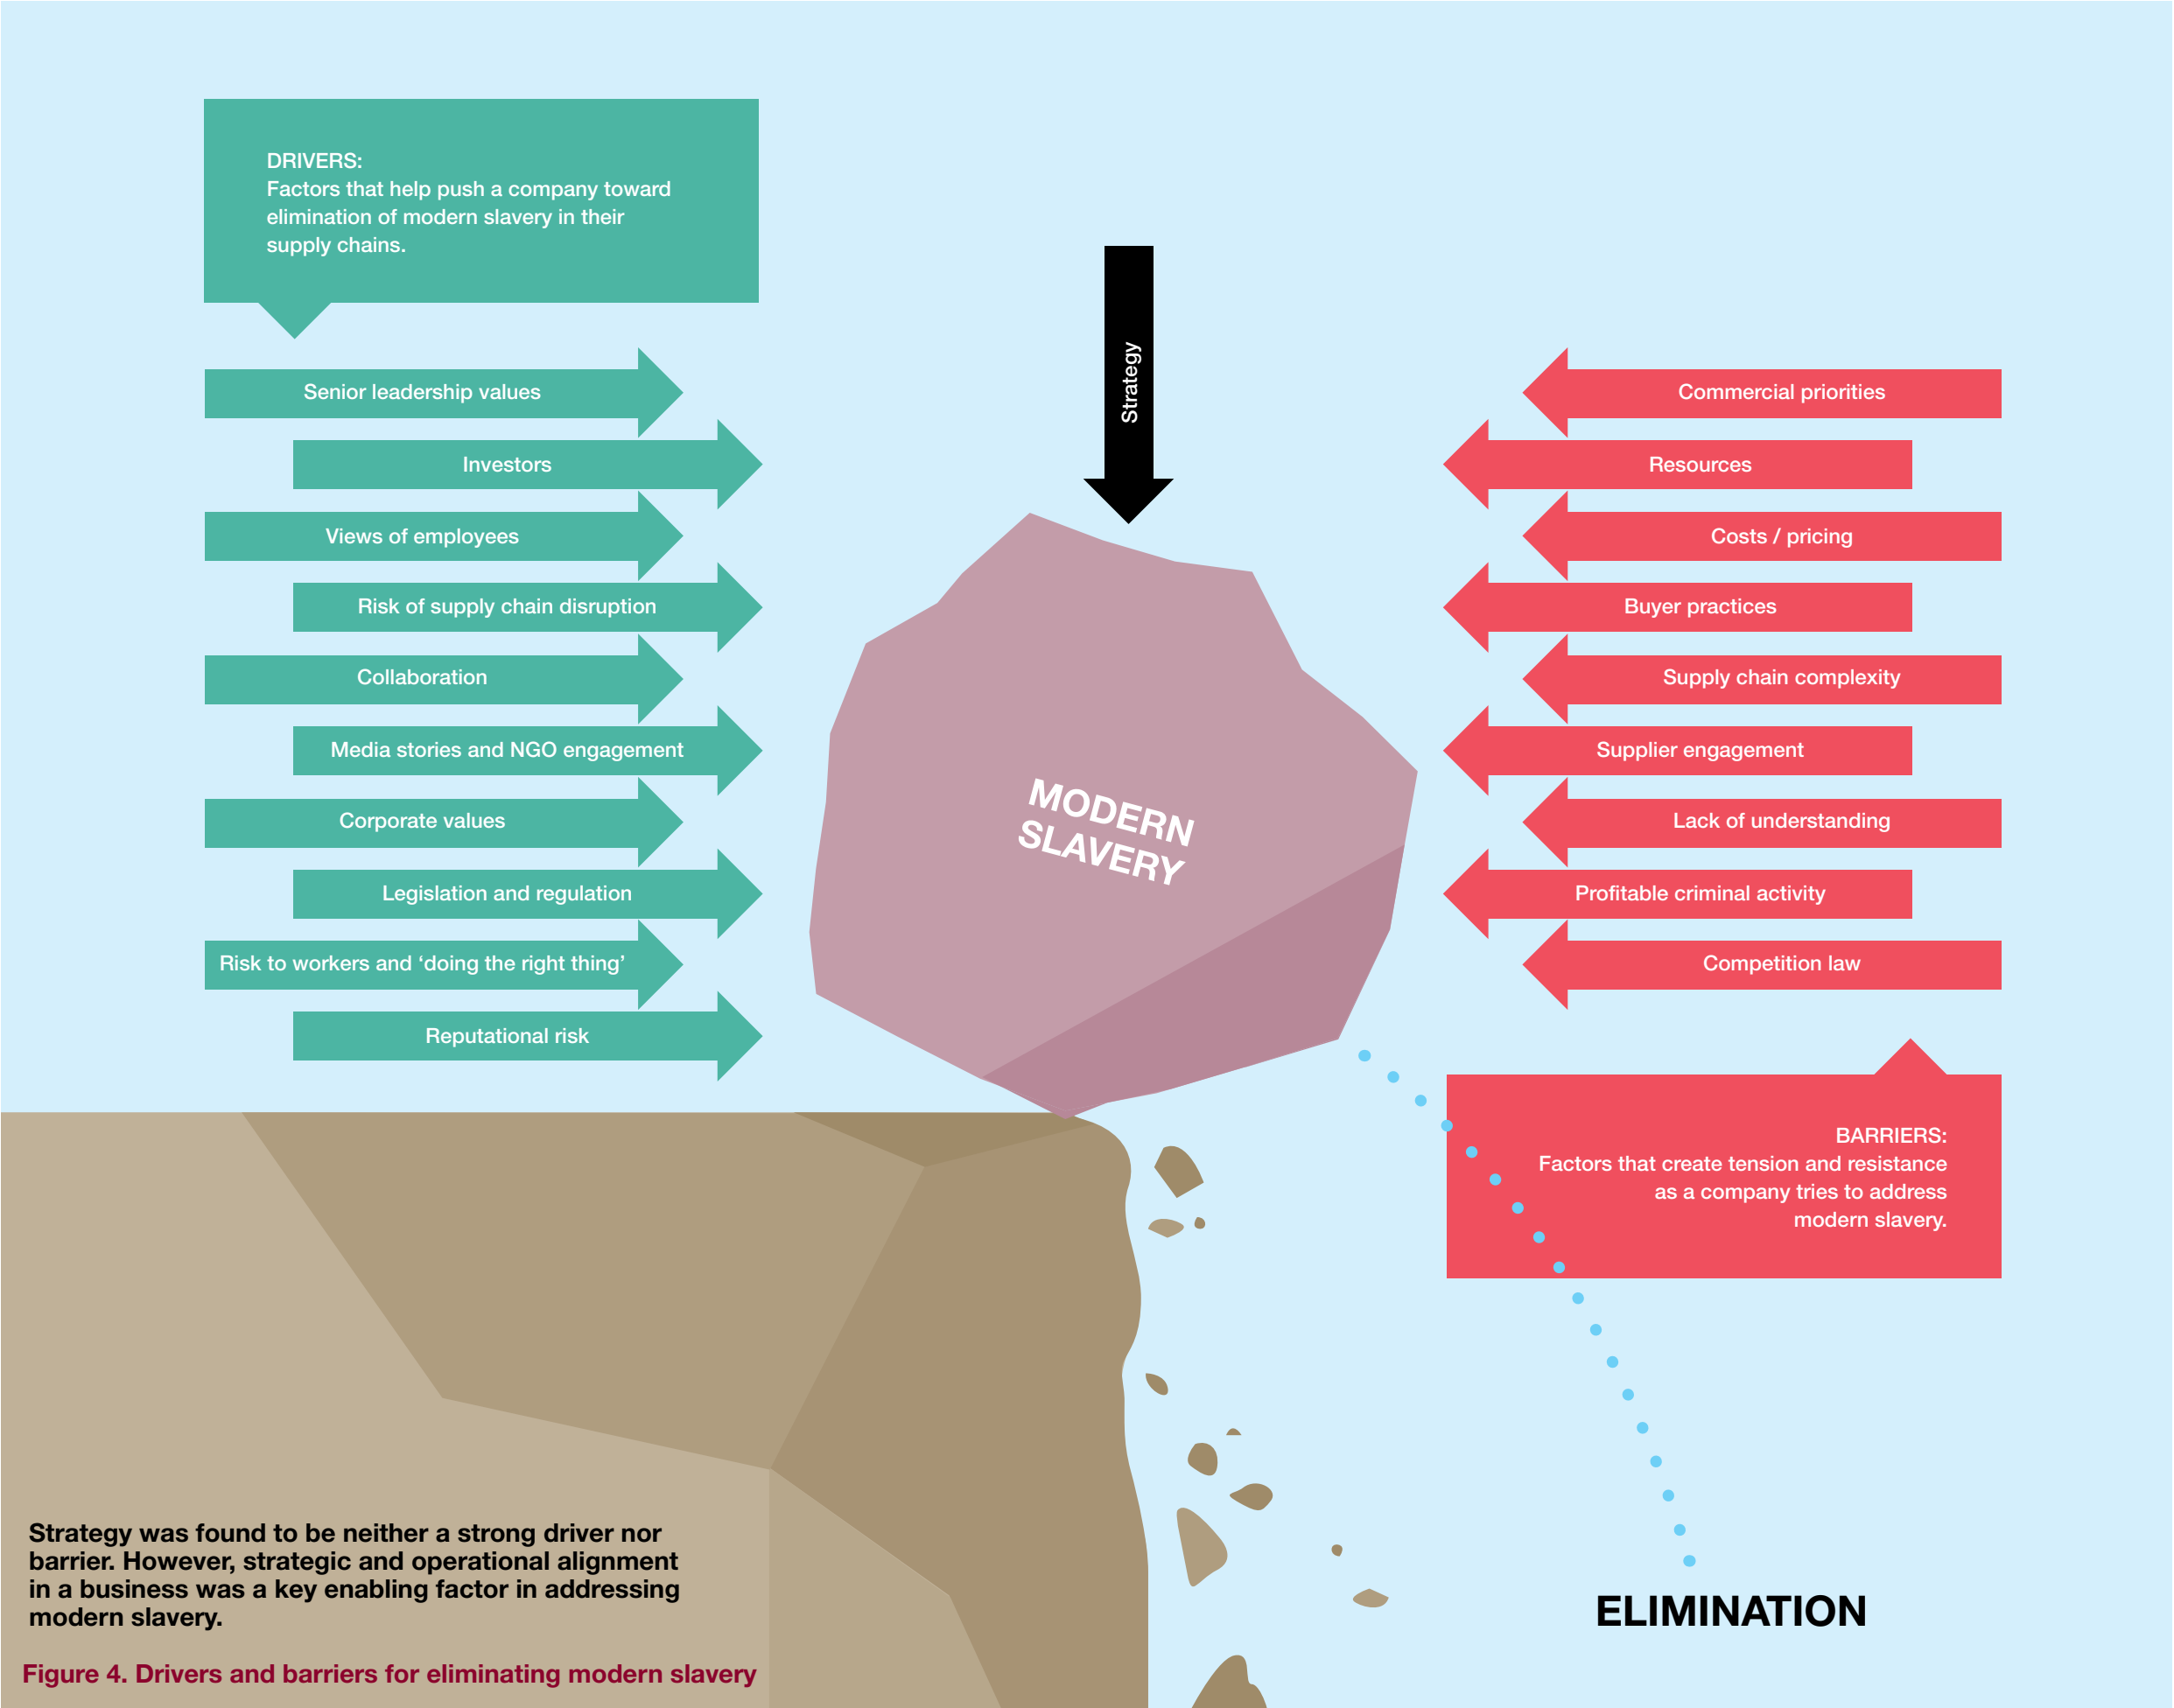 DRIVERS:
Factors that help push a company toward
elimination of modern slavery in their
supply chains.
Strategy
Senior leadership values
Investors
Views of employees
Risk of supply chain disruption
Collaboration
Media stories and NGO engagement
Corporate values
Legislation and regulation
Risk to workers and ‘doing the right thing’
Reputational risk
MODERN
SLAVERY
Commercial priorities
Resources
Costs / pricing
Buyer practices
Supply chain complexity
Supplier engagement
Lack of understanding
Profitable criminal activity
Competition law
BARRIERS:
Factors that create tension and resistance
as a company tries to address
modern slavery.
ELIMINATION
Strategy was found to be neither a strong driver nor
barrier. However, strategic and operational alignment
in a business was a key enabling factor in addressing
modern slavery.
Figure 4. Drivers and barriers for eliminating modern slavery